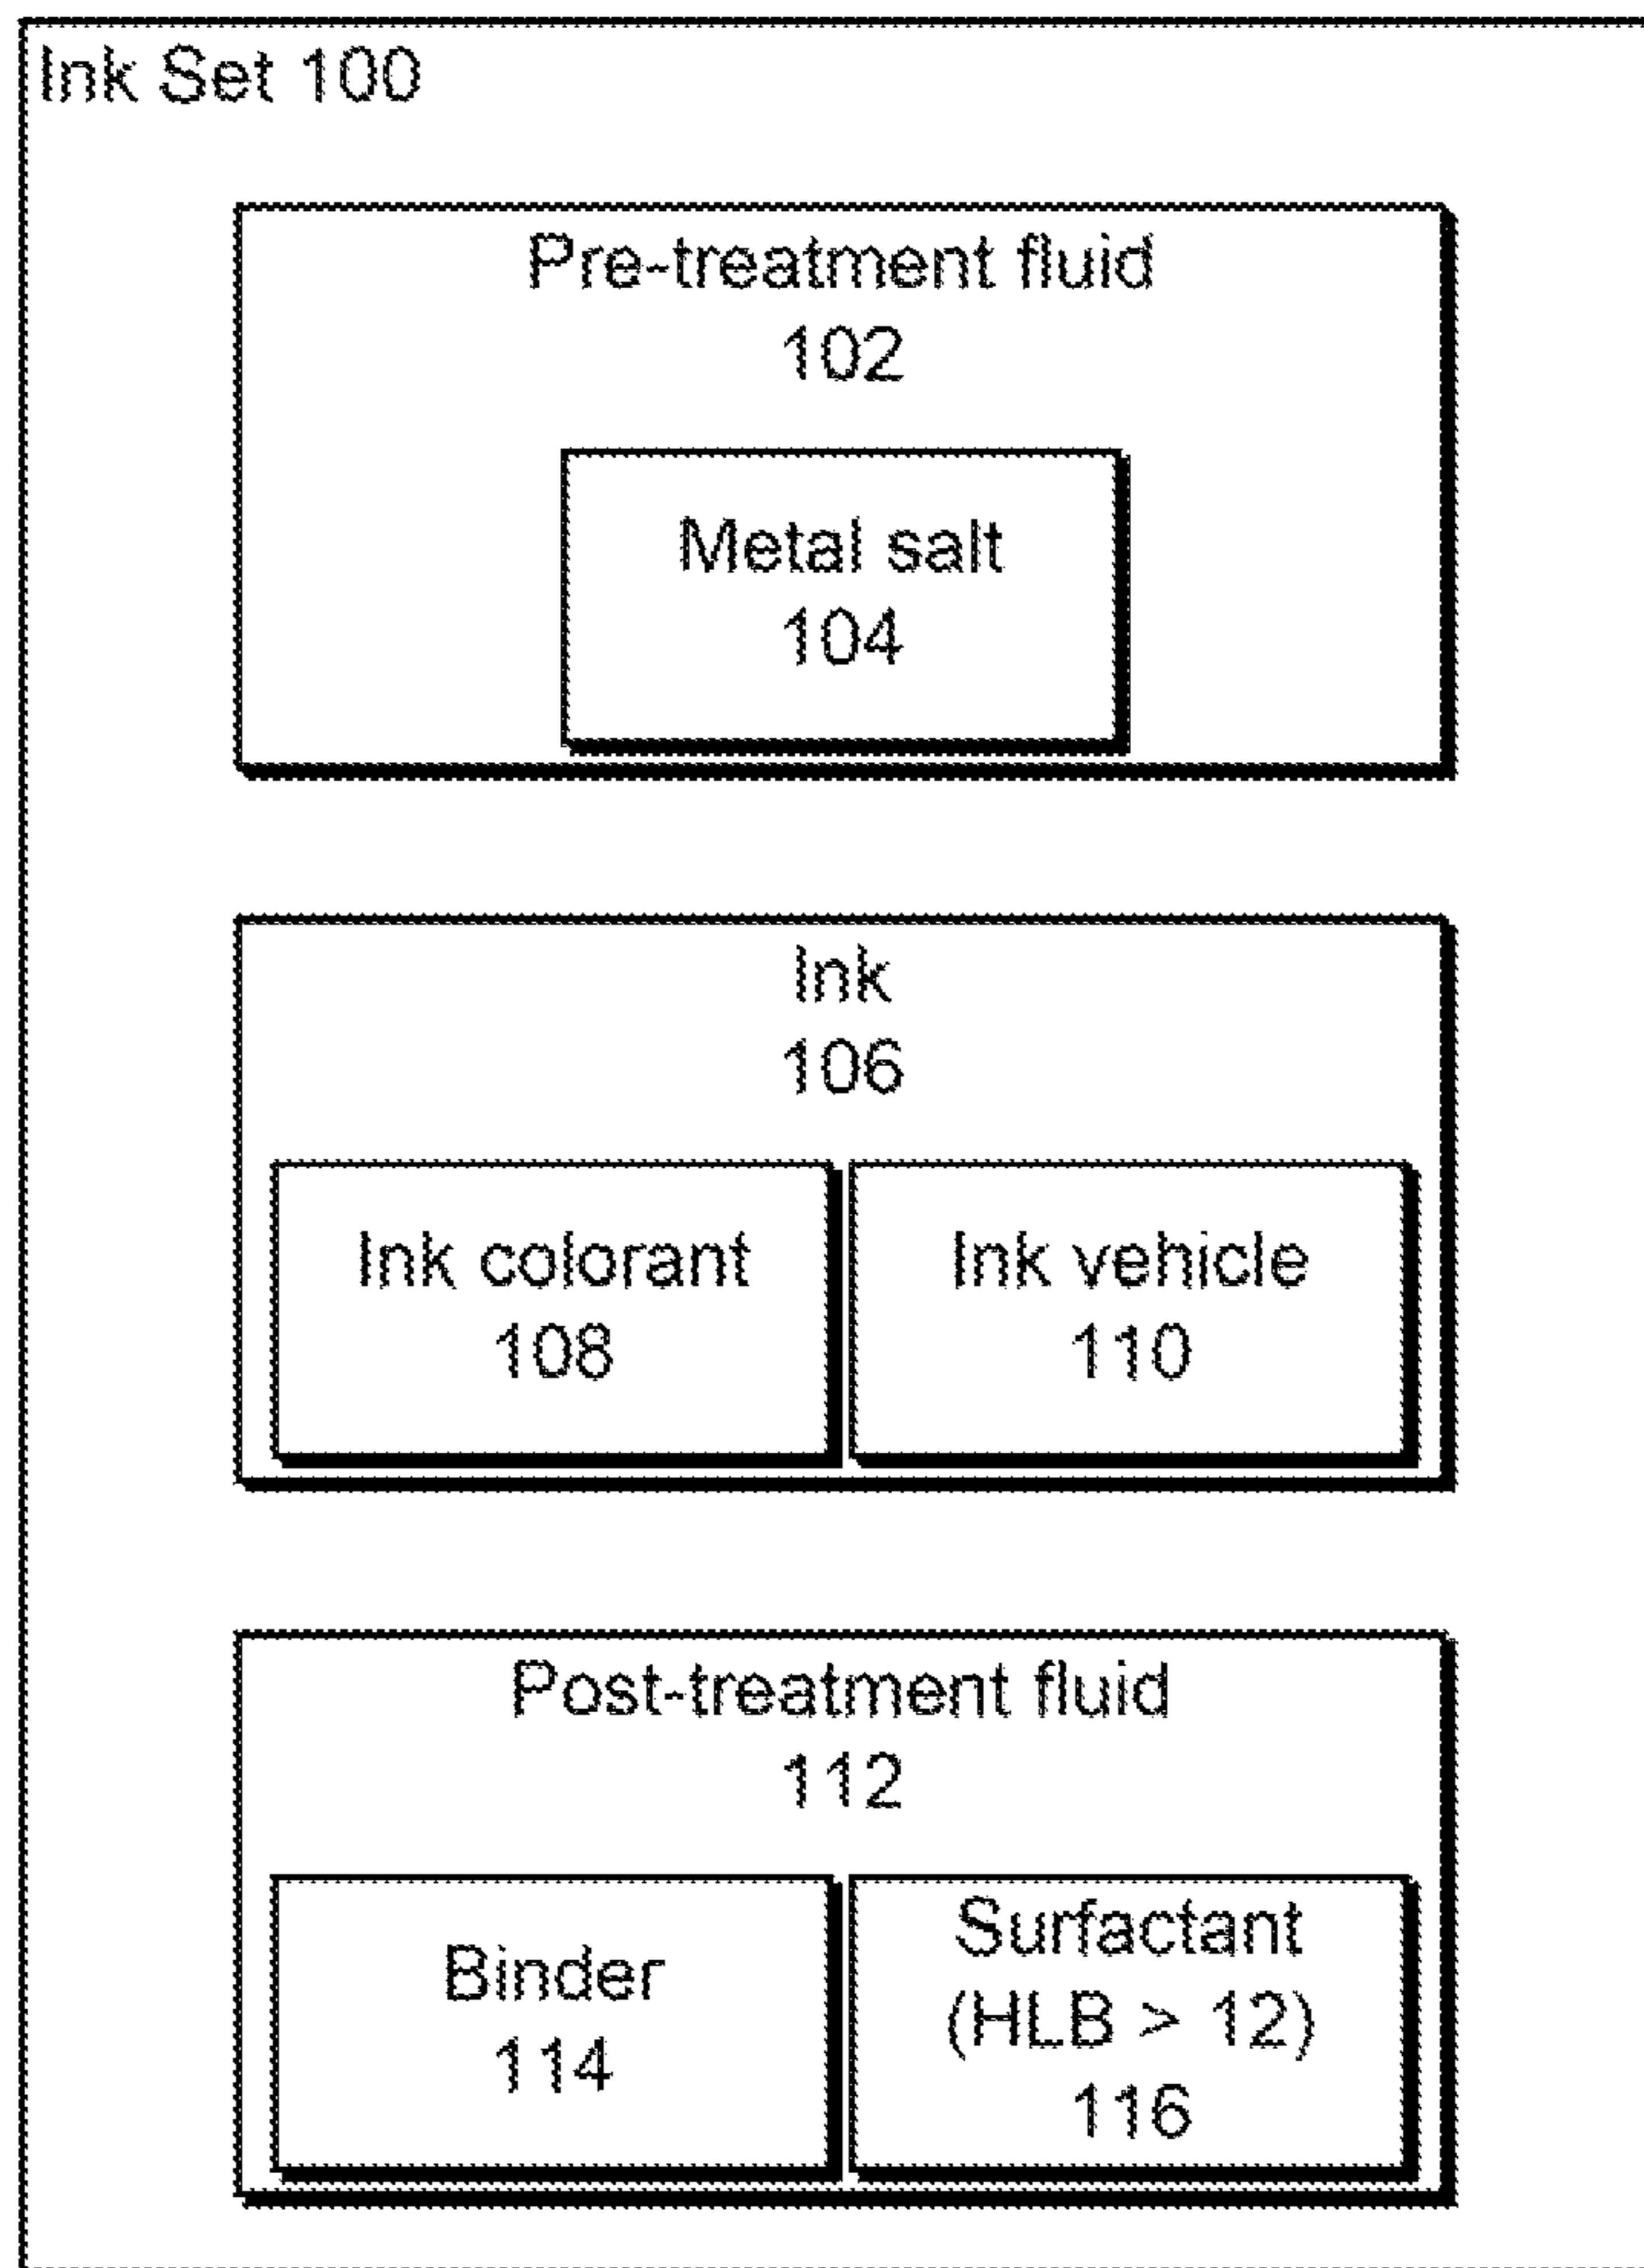 Ink Set 100
Pre-treatment fluid
102
Metal salt
104
Ink
106
Ink colorant
108
Ink vehicle
110
Post-treatment fluid
112
Binder
114
Surfactant
(HLB > 12)
116